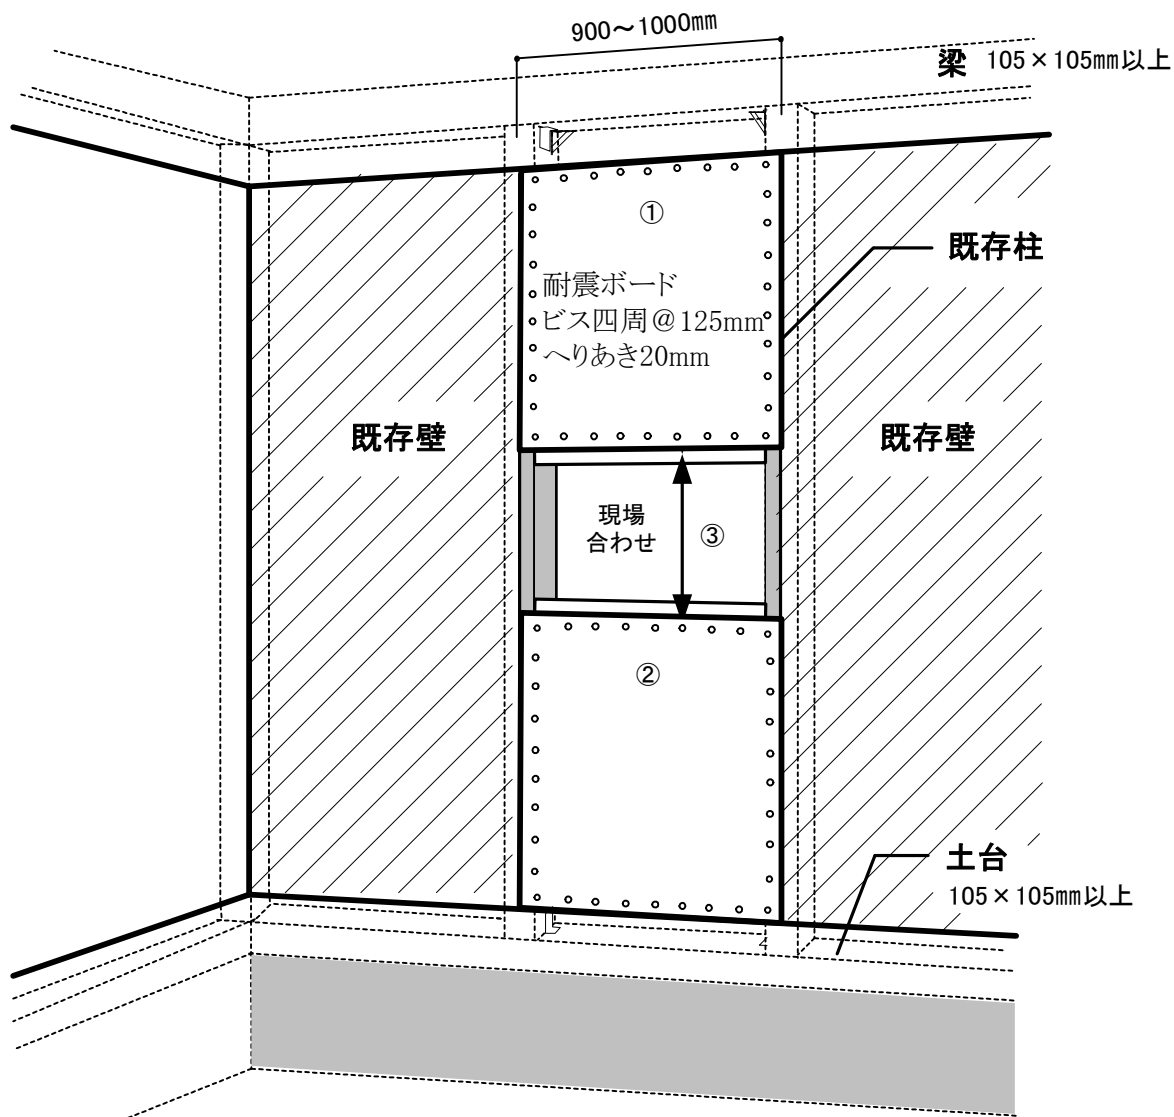 900～1000㎜
梁 105×105㎜以上
①
既存柱
耐震ボード
ビス四周＠125mm
へりあき20mm
既存壁
既存壁
現場
合わせ
③
②
土台
105×105㎜以上